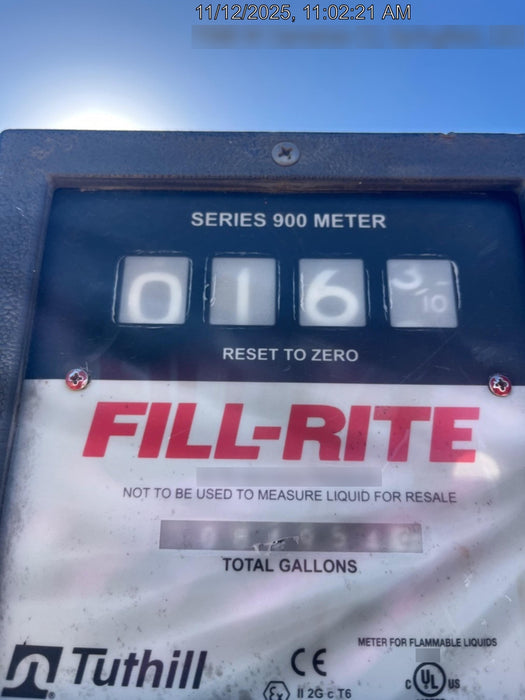 11/12/2025, 11:02:21 AM
SERIES 900 METER
0 1 6
/10
RESET TO ZERO
FILL-RITE
NOT TO BE USED TO MEASURE LIQUID FOR RESALE
TOTAL GALLONS
METER FOR FLAMMABLE LIQUIDS
Tuthill
CE
Ex II 2G c T6
C UL US